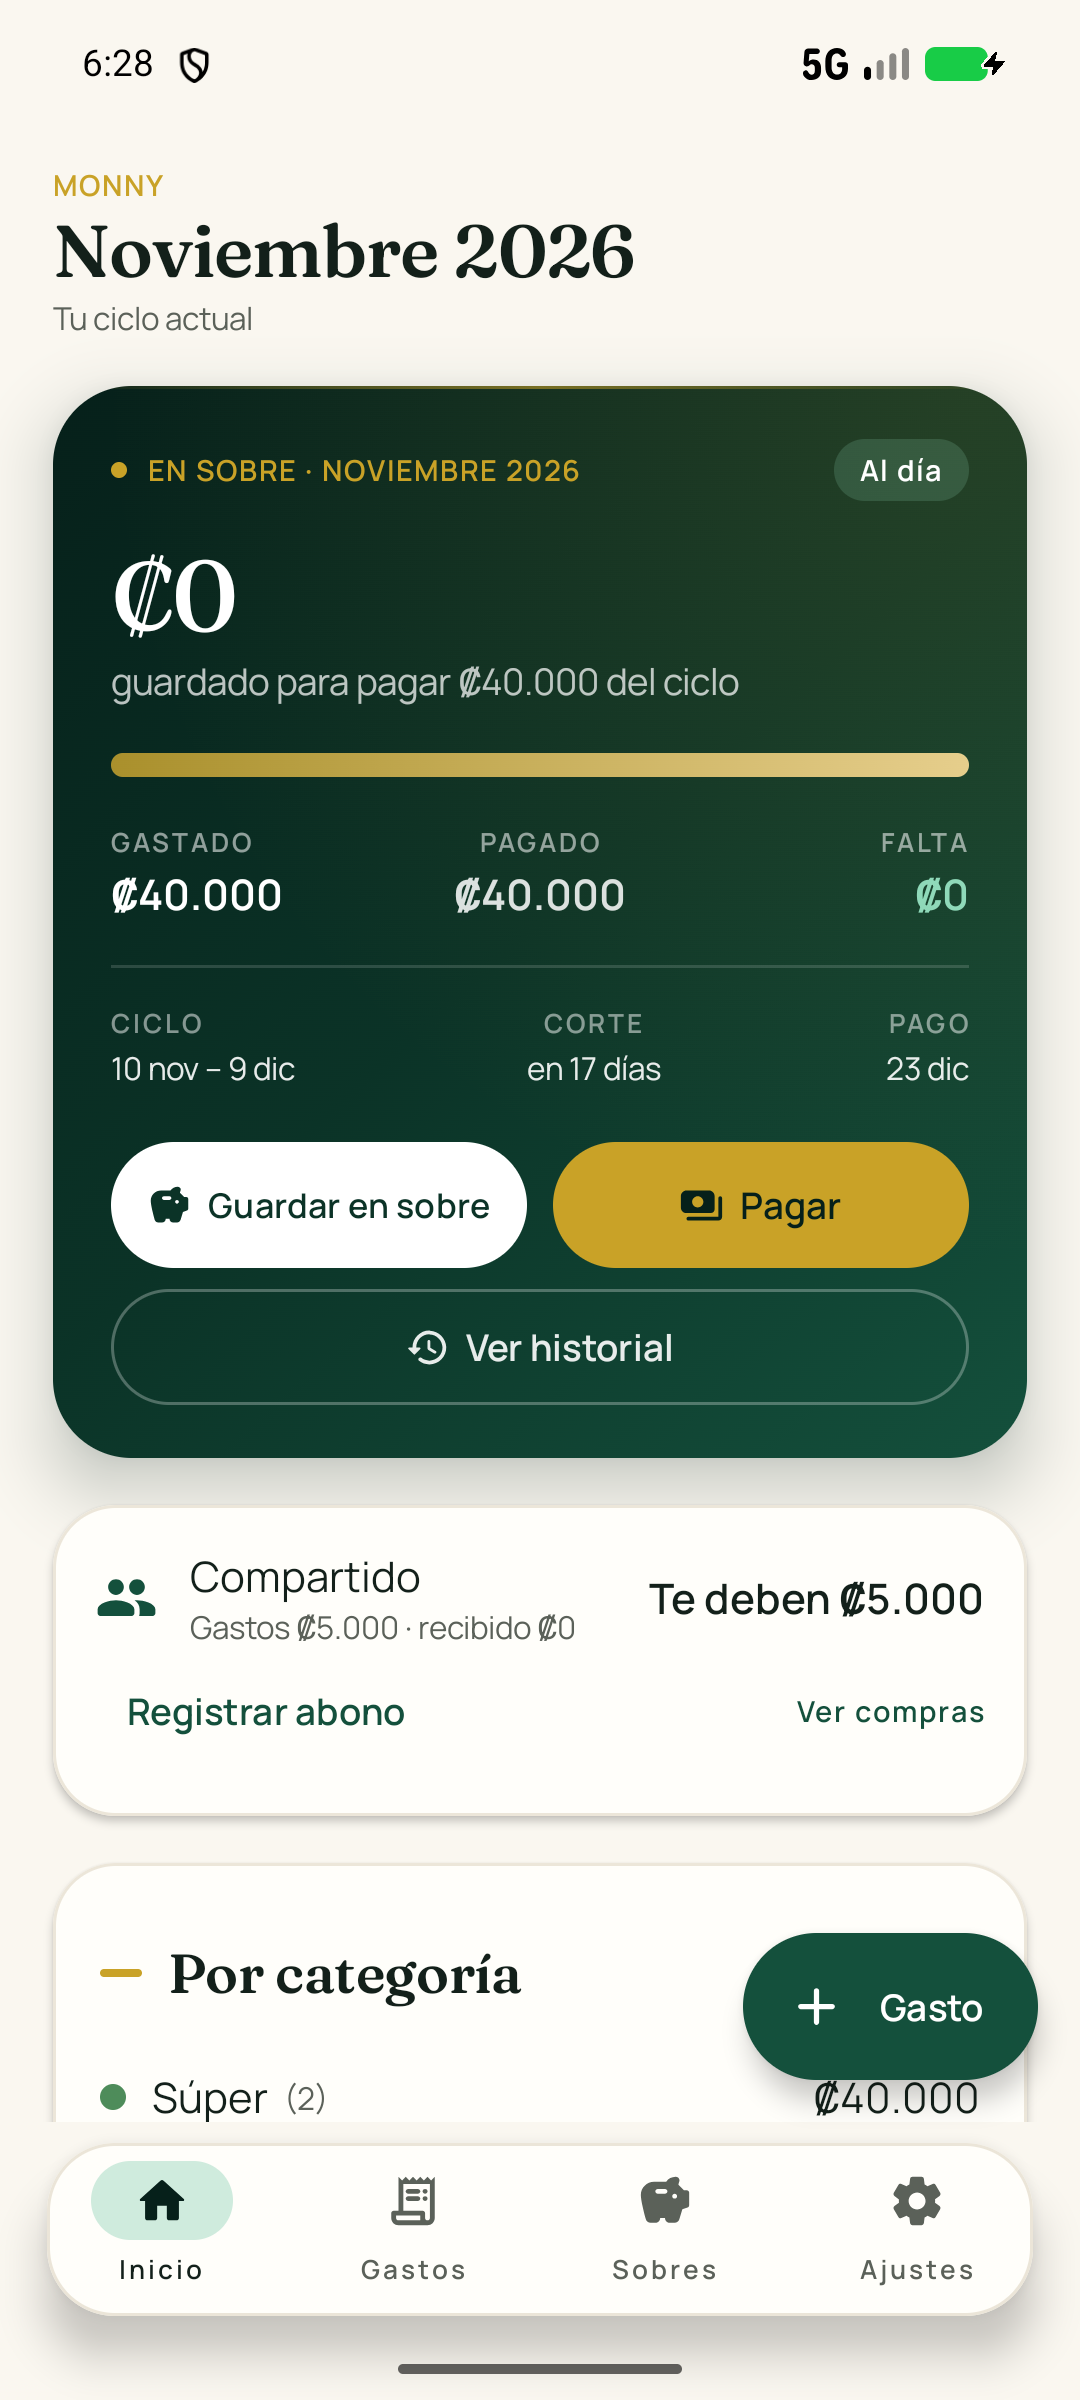 6:28
5G
MONNY
Noviembre 2026
Tu ciclo actual
EN SOBRE · NOVIEMBRE 2026
Al día
₡0
guardado para pagar ₡40.000 del ciclo
GASTADO PAGADO FALTA
₡40.000 ₡40.000 ₡0
CICLO CORTE PAGO
10 nov – 9 dic en 17 días 23 dic
Guardar en sobre Pagar
Ver historial
Compartido
Te deben ₡5.000
Gastos ₡5.000 · recibido ₡0
Registrar abono Ver compras
Por categoría
Gasto
Súper (2) ₡40.000
Inicio Gastos Sobres Ajustes